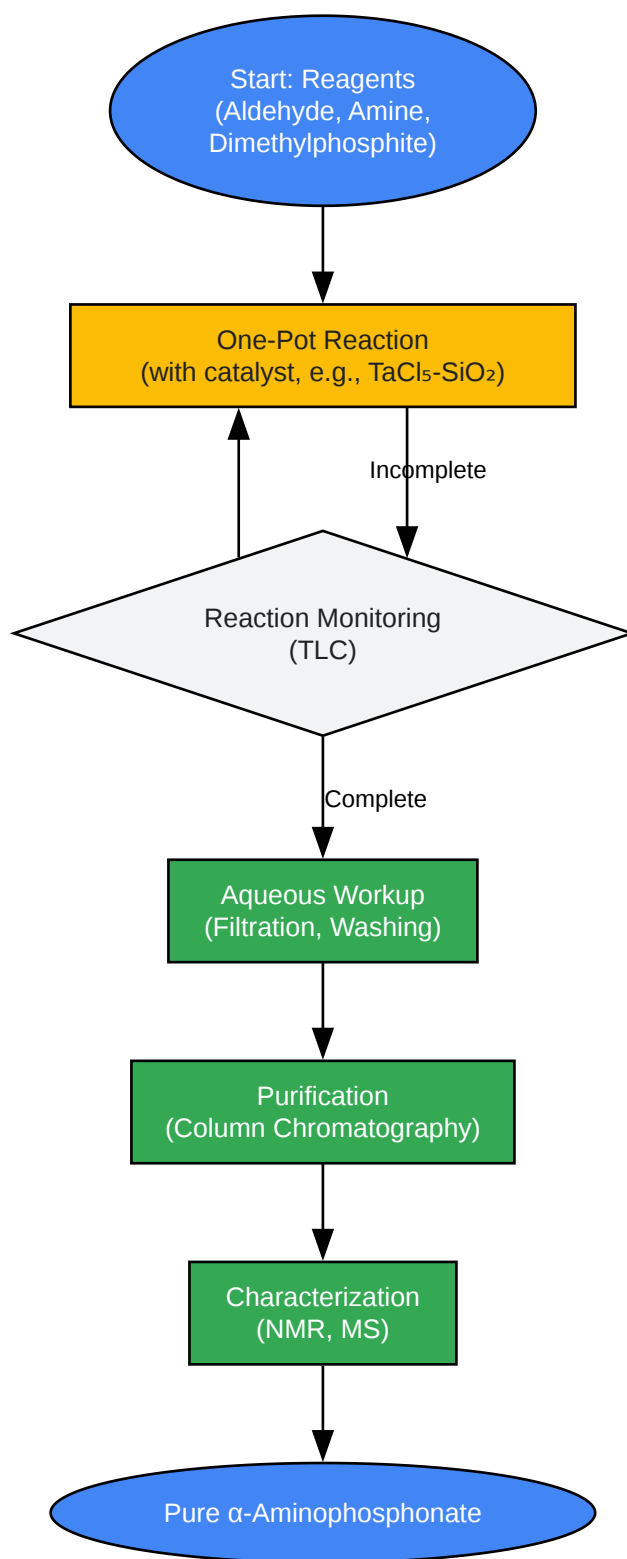 Start: Reagents
(Aldehyde, Amine,
Dimethylphosphite)
One-Pot Reaction
(with catalyst, e.g., TaCl₅-SiO₂)
Incomplete
Reaction Monitoring
(TLC)
Complete
Aqueous Workup
(Filtration, Washing)
Purification
(Column Chromatography)
Characterization
(NMR, MS)
Pure α-Aminophosphonate